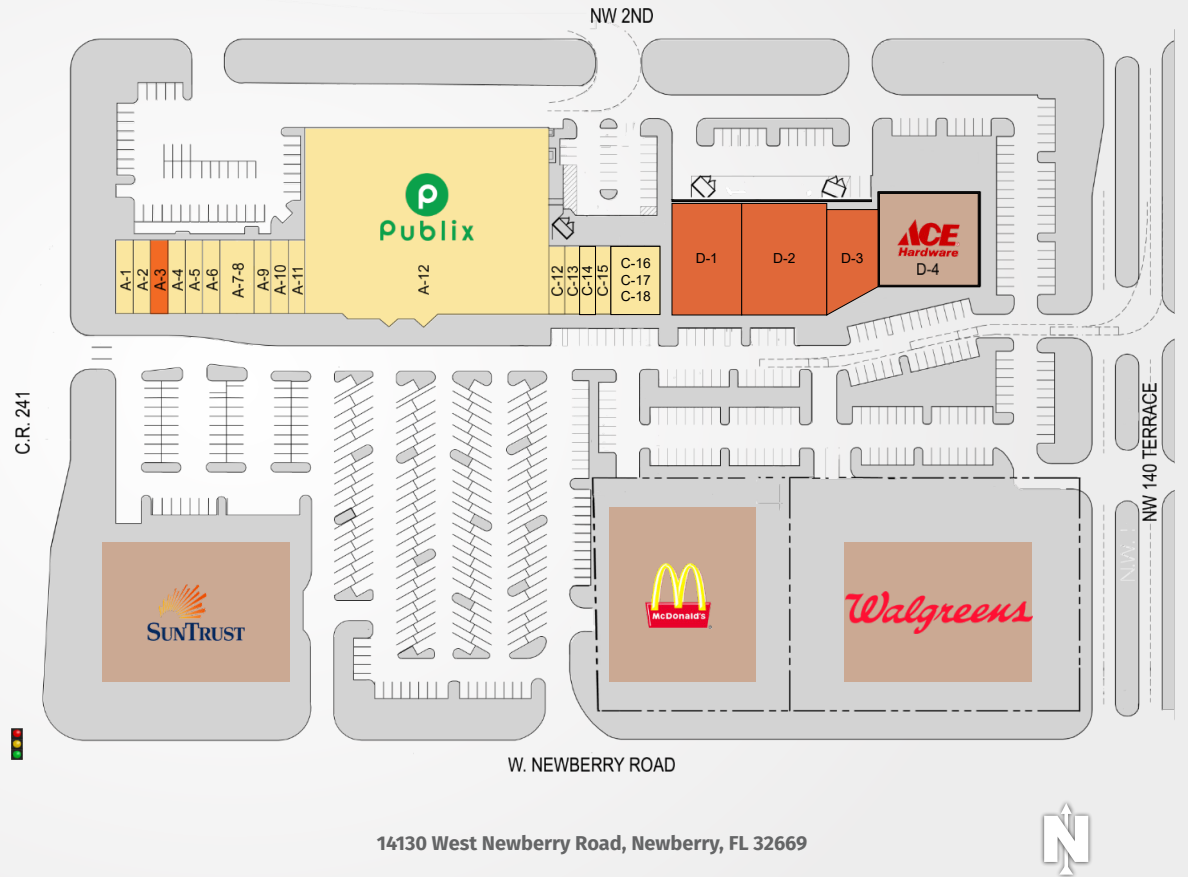 NW 2ND
Publix
A-1
A-2
A-3
A-4
A-5
A-6
A-7-8
A-9
A-10
A-11
A-12
C-12
C-13
C-14
C-15
C-16
C-17
C-18
D-1
D-2
D-3
ACE
Hardware
D-4
C.R. 241
NW 140 TERRACE
NW 1
SUNTRUST
McDonald's
Walgreens
W. NEWBERRY ROAD
14130 West Newberry Road, Newberry, FL 32669
N